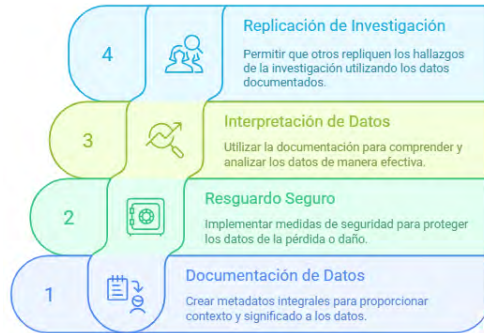 4
Replicación de Investigación
Permitir que otros repliquen los hallazgos
de la investigación utilizando los datos
documentados.
3
Interpretación de Datos
Utilizar la documentación para comprender y
analizar los datos de manera efectiva.
2
Resguardo Seguro
Implementar medidas de seguridad para proteger
los datos de la pérdida o daño.
1
Documentación de Datos
Crear metadatos integrales para proporcionar
contexto y significado a los datos.